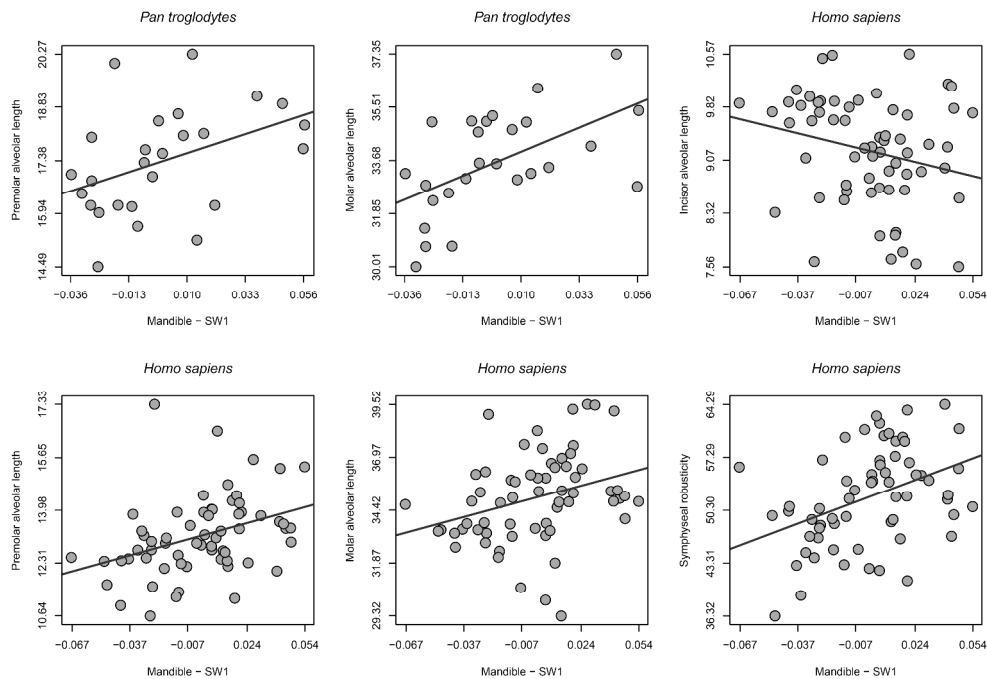 Pan troglodytes
Premolar alveolar length
20.27
18.83
17.38
15.94
14.49
−0.036 −0.013 0.010 0.033 0.056
Mandible − SW1
Pan troglodytes
Molar alveolar length
37.35
35.51
33.68
31.85
30.01
−0.036 −0.013 0.010 0.033 0.056
Mandible − SW1
Homo sapiens
Incisor alveolar length
10.57
9.82
9.07
8.32
7.56
−0.067 −0.037 −0.007 0.024 0.054
Mandible − SW1
Homo sapiens
Premolar alveolar length
17.33
15.65
13.98
12.31
10.64
−0.067 −0.037 −0.007 0.024 0.054
Mandible − SW1
Homo sapiens
Molar alveolar length
39.52
36.97
34.42
31.87
29.32
−0.067 −0.037 −0.007 0.024 0.054
Mandible − SW1
Homo sapiens
Symphyseal robusticity
64.29
57.29
50.30
43.31
36.32
−0.067 −0.037 −0.007 0.024 0.054
Mandible − SW1